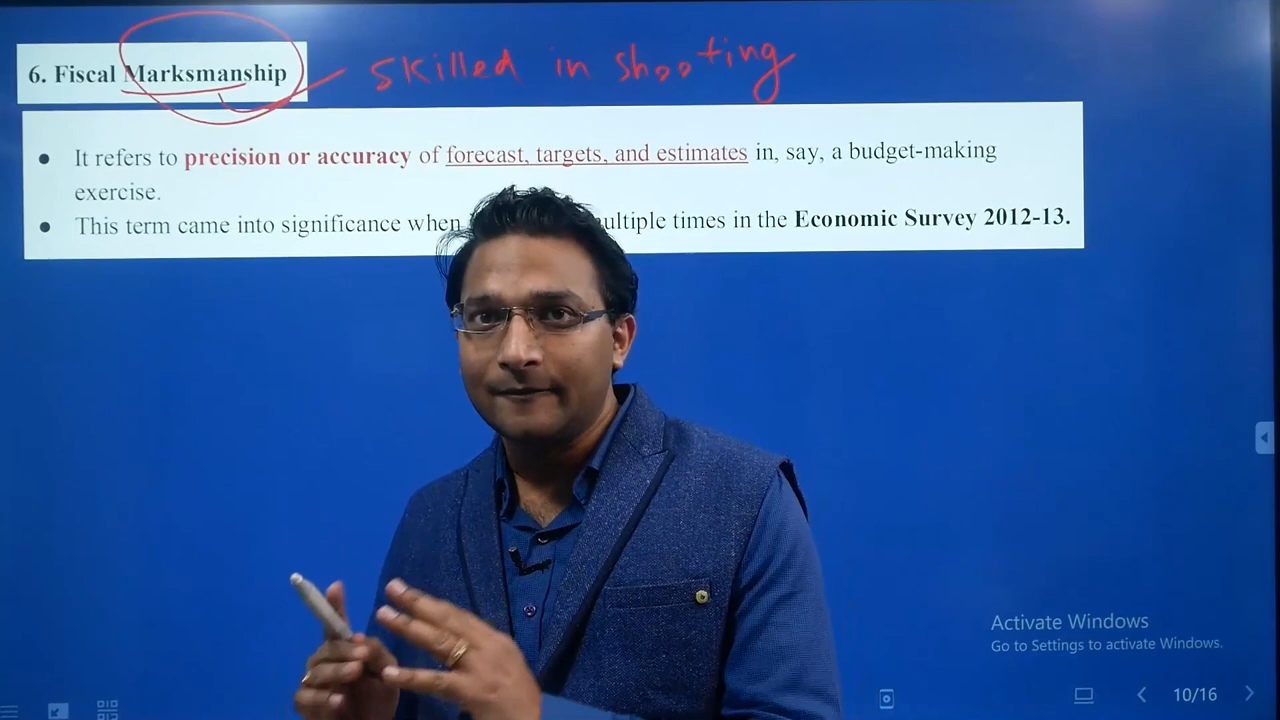 6. Fiscal Marksmanship
skilled in shooting
● It refers to precision or accuracy of forecast, targets, and estimates in, say, a budget-making
exercise.
● This term came into significance when multiple times in the Economic Survey 2012-13.
Activate Windows
Go to Settings to activate Windows.
10/16